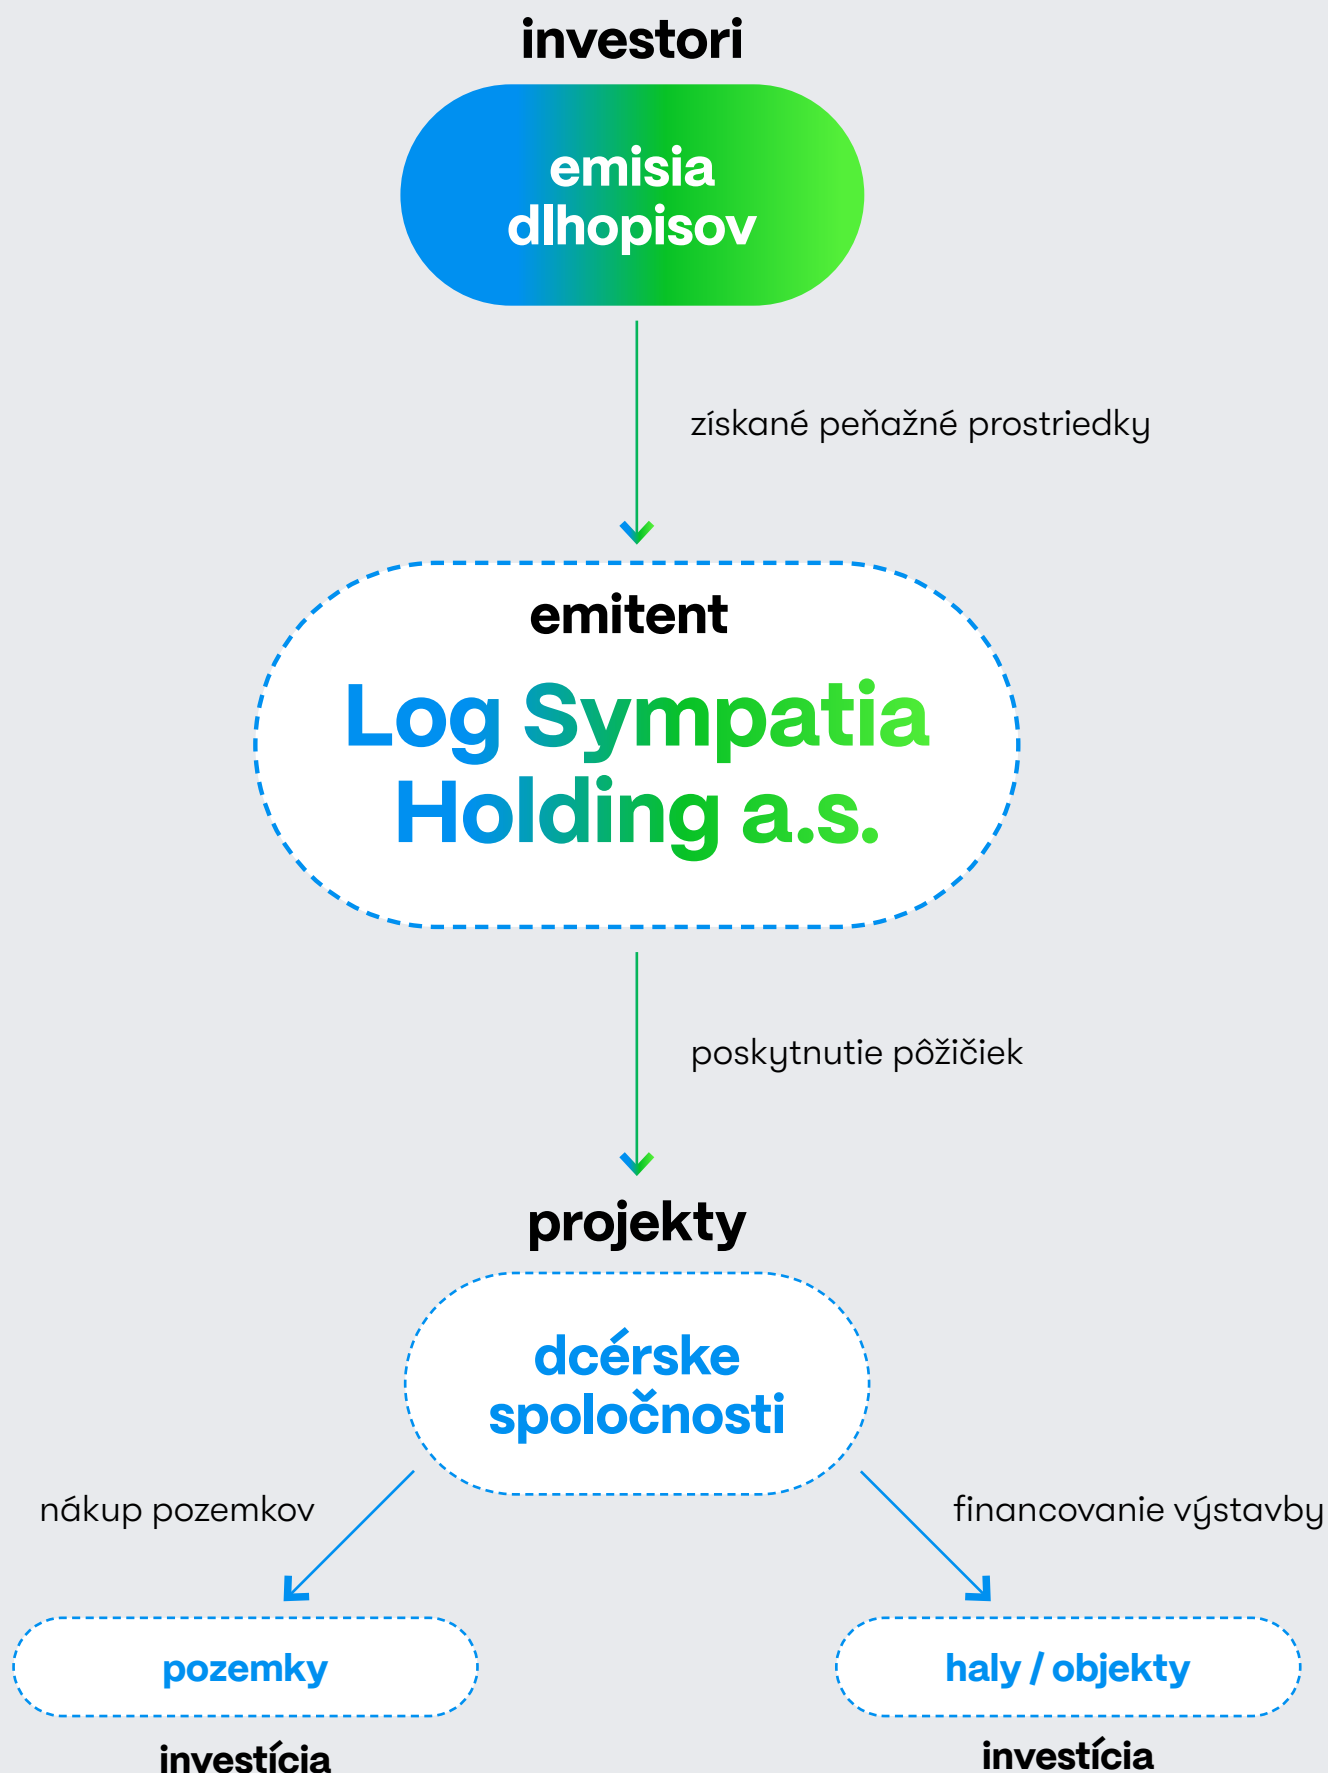 investori
emisia
dlhopisov
získané peňažné prostriedky
emitent
Log Sympatia
Holding a.s.
poskytnutie pôžičiek
projekty
dcérske
spoločnosti
nákup pozemkov
financovanie výstavby
pozemky
haly / objekty
investícia
investícia